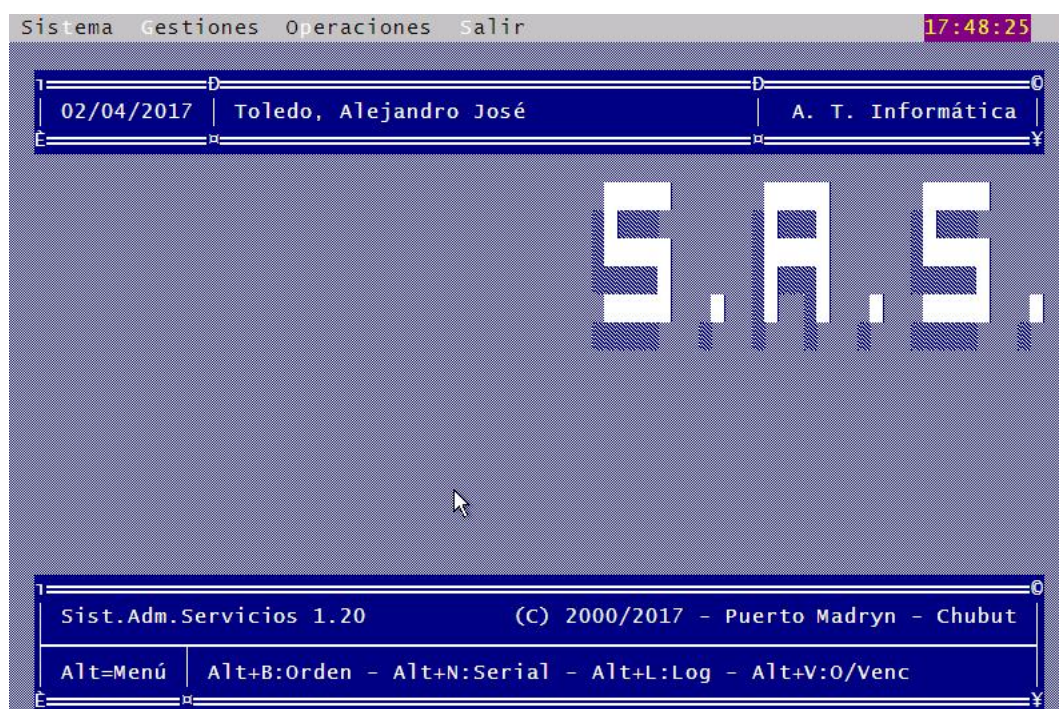 Sistema Gestiones Operaciones Salir 17:48:25
02/04/2017 Toledo, Alejandro José A. T. Informática
S.A.S.
Sist.Adm.Servicios 1.20 (C) 2000/2017 - Puerto Madryn - Chubut
Alt=Menú Alt+B:Orden - Alt+N:Serial - Alt+L:Log - Alt+V:O/Venc